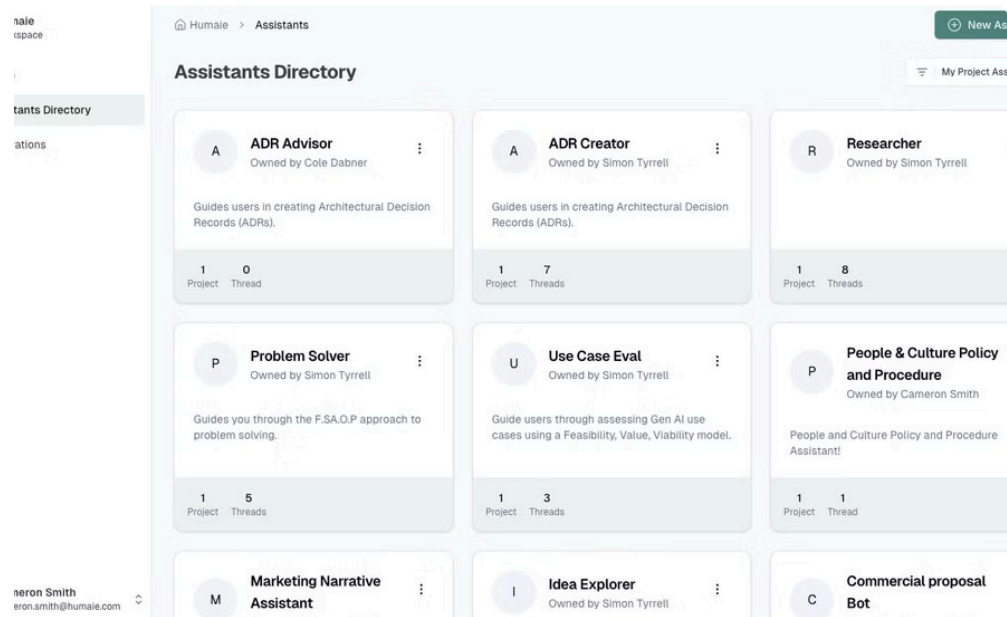 naie
kspace
tants Directory
rations
neron Smith
eron.smith@humaie.com
Humaie > Assistants
New As
Assistants Directory
My Project Ass
A
ADR Advisor
Owned by Cole Dabner
Guides users in creating Architectural Decision
Records (ADRs).
1 0
Project Thread
A
ADR Creator
Owned by Simon Tyrrell
Guides users in creating Architectural Decision
Records (ADRs).
1 7
Project Threads
R
Researcher
Owned by Simon Tyrrell
1 8
Project Threads
P
Problem Solver
Owned by Simon Tyrrell
Guides you through the F.SA.O.P approach to
problem solving.
1 5
Project Threads
U
Use Case Eval
Owned by Simon Tyrrell
Guide users through assessing Gen AI use
cases using a Feasibility, Value, Viability model.
1 3
Project Threads
P
People & Culture Policy
and Procedure
Owned by Cameron Smith
People and Culture Policy and Procedure
Assistant!
1 1
Project Thread
M
Marketing Narrative
Assistant
I
Idea Explorer
Owned by Simon Tyrrell
C
Commercial proposal
Bot